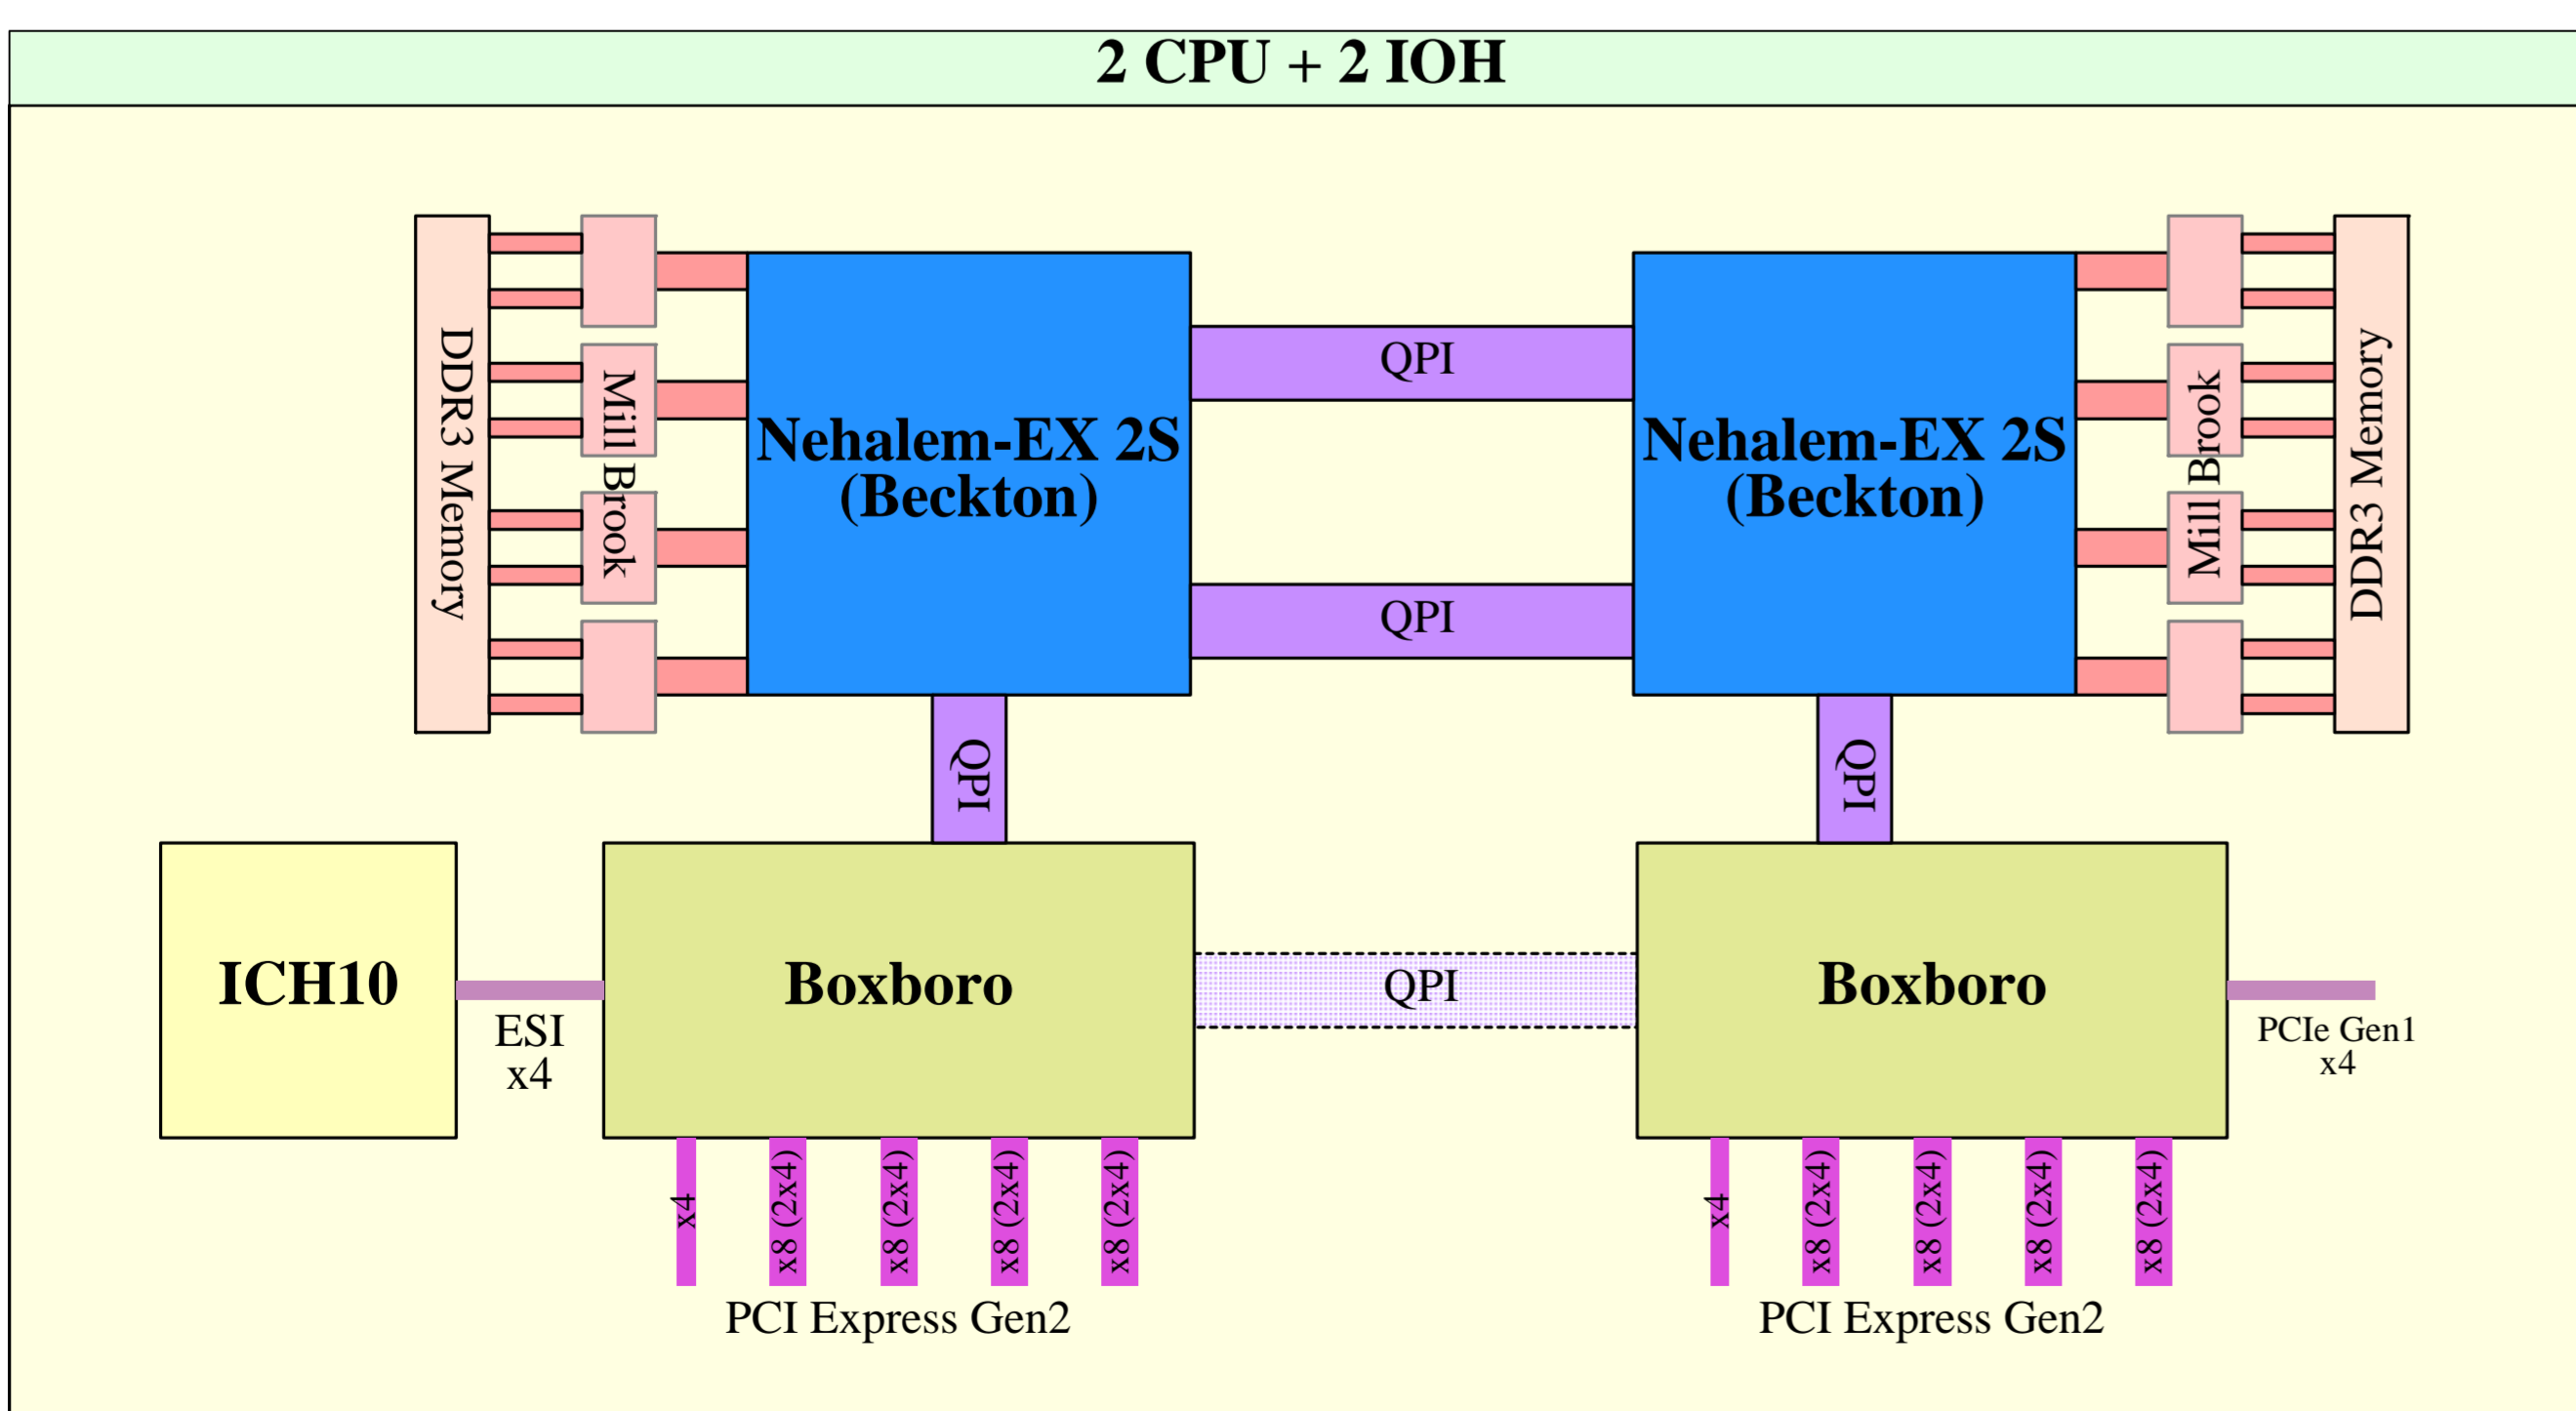 2 CPU + 2 IOH
DDR3 Memory
Mill Brook
Nehalem-EX 2S
(Beckton)
QPI
QPI
Nehalem-EX 2S
(Beckton)
Mill Brook
DDR3 Memory
QPI
QPI
ICH10
ESI
x4
Boxboro
QPI
Boxboro
PCIe Gen1
x4
x4
x8 (2x4)
x8 (2x4)
x8 (2x4)
x8 (2x4)
PCI Express Gen2
x4
x8 (2x4)
x8 (2x4)
x8 (2x4)
x8 (2x4)
PCI Express Gen2